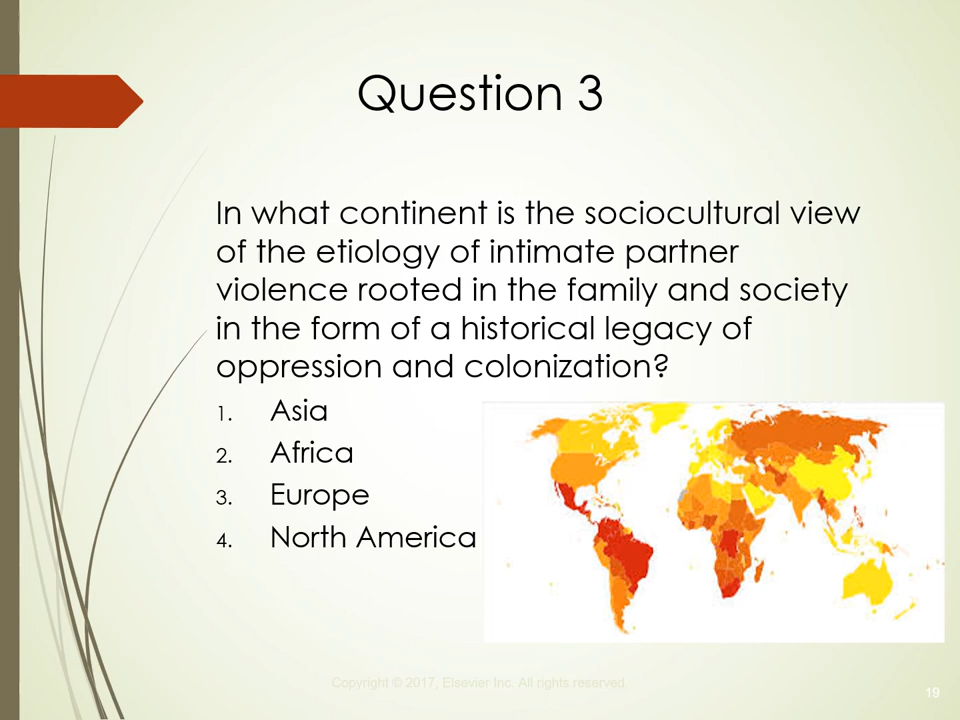 Question 3
In what continent is the sociocultural view
of the etiology of intimate partner
violence rooted in the family and society
in the form of a historical legacy of
oppression and colonization?
1. Asia
2. Africa
3. Europe
4. North America
Copyright © 2017, Elsevier Inc. All rights reserved.
19